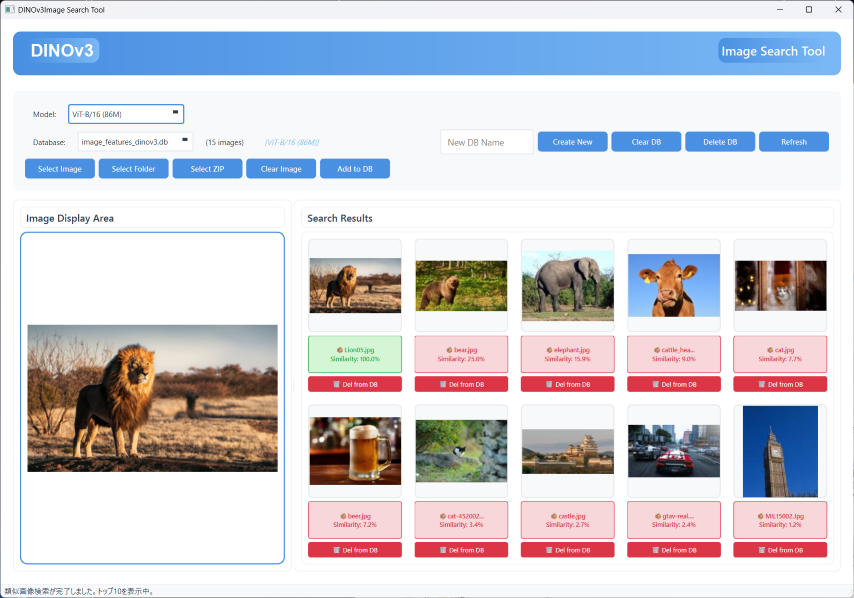 DINOv3Image Search Tool
DINOv3
Image Search Tool
Model:
ViT-B/16 (86M)
Database:
image_features_dinov3.db
(15 images)
[ViT-B/16 (86M)]
New DB Name
Create New
Clear DB
Delete DB
Refresh
Select Image
Select Folder
Select ZIP
Clear Image
Add to DB
Image Display Area
Search Results
Lion05.jpg
Similarity: 100.0%
Del from DB
bear.jpg
Similarity: 25.0%
Del from DB
elephant.jpg
Similarity: 15.9%
Del from DB
cattle_hea...
Similarity: 9.0%
Del from DB
cat.jpg
Similarity: 7.7%
Del from DB
beer.jpg
Similarity: 7.2%
Del from DB
cat-452002...
Similarity: 3.4%
Del from DB
castle.jpg
Similarity: 2.7%
Del from DB
gtav-real....
Similarity: 2.4%
Del from DB
MILI5002.jpg
Similarity: 1.2%
Del from DB
類似画像検索が完了しました。トップ10を表示中。